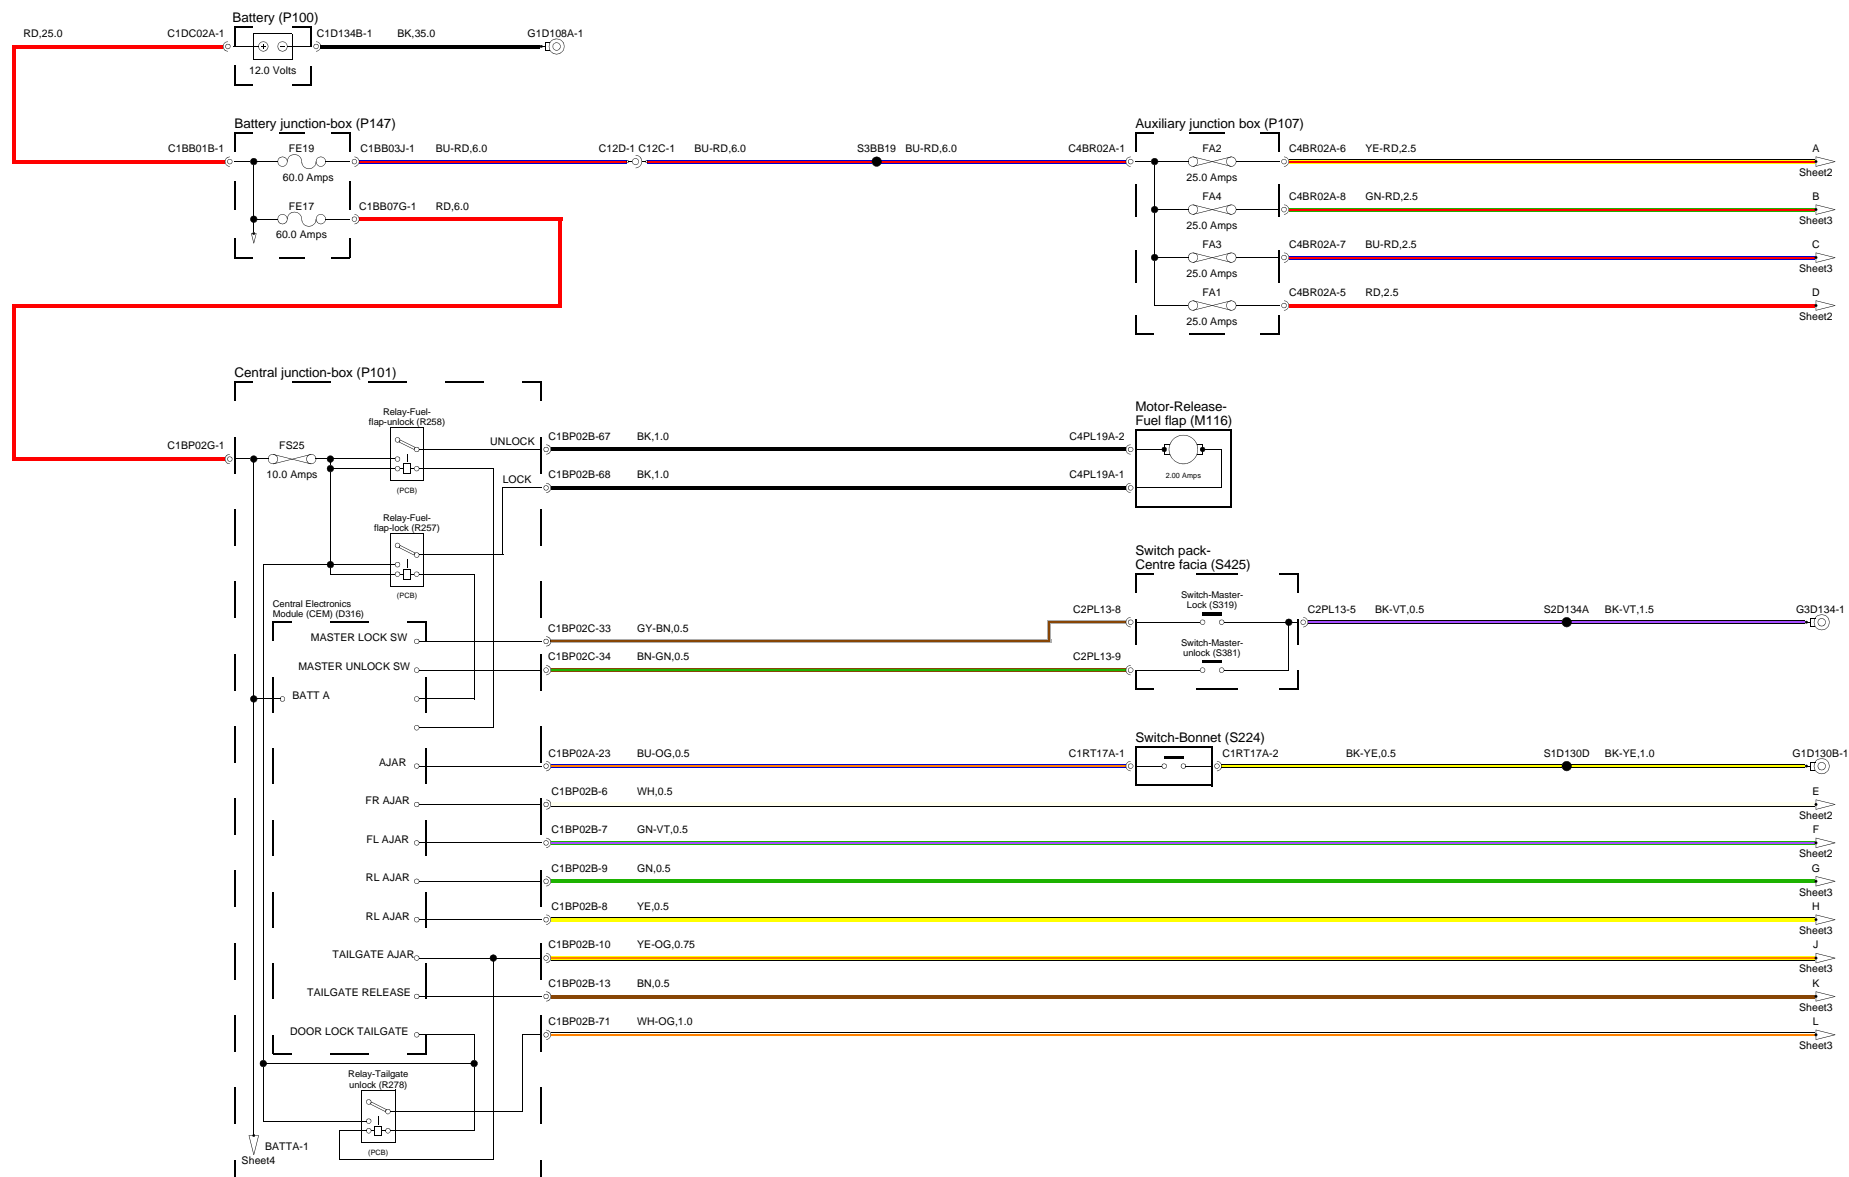 Battery (P100)
RD,25.0
C1DC02A-1
C1D134B-1
BK,35.0
G1D108A-1
12.0 Volts
Battery junction-box (P147)
Auxiliary junction box (P107)
C1BB01B-1
FE19
60.0 Amps
C1BB03J-1
BU-RD,6.0
C12D-1
C12C-1
BU-RD,6.0
S3BB19
BU-RD,6.0
C4BR02A-1
FA2
25.0 Amps
C4BR02A-6
YE-RD,2.5
A
Sheet2
FE17
60.0 Amps
C1BB07G-1
RD,6.0
FA4
25.0 Amps
C4BR02A-8
GN-RD,2.5
B
Sheet3
FA3
25.0 Amps
C4BR02A-7
BU-RD,2.5
C
Sheet3
FA1
25.0 Amps
C4BR02A-5
RD,2.5
D
Sheet2
Central junction-box (P101)
Relay-Fuel-
flap-unlock (R258)
(PCB)
C1BP02G-1
FS25
10.0 Amps
UNLOCK
C1BP02B-67
BK,1.0
C4PL19A-2
Motor-Release-
Fuel flap (M116)
2.00 Amps
LOCK
C1BP02B-68
BK,1.0
C4PL19A-1
Relay-Fuel-
flap-lock (R257)
(PCB)
Switch pack-
Centre facia (S425)
Central Electronics
Module (CEM) (D316)
MASTER LOCK SW
C1BP02C-33
GY-BN,0.5
C2PL13-8
Switch-Master-
Lock (S319)
C2PL13-5
BK-VT,0.5
S2D134A
BK-VT,1.5
G3D134-1
MASTER UNLOCK SW
C1BP02C-34
BN-GN,0.5
C2PL13-9
Switch-Master-
unlock (S381)
BATT A
Switch-Bonnet (S224)
AJAR
C1BP02A-23
BU-OG,0.5
C1RT17A-1
C1RT17A-2
BK-YE,0.5
S1D130D
BK-YE,1.0
G1D130B-1
FR AJAR
C1BP02B-6
WH,0.5
E
Sheet2
FL AJAR
C1BP02B-7
GN-VT,0.5
F
Sheet2
RL AJAR
C1BP02B-9
GN,0.5
G
Sheet3
RL AJAR
C1BP02B-8
YE,0.5
H
Sheet3
TAILGATE AJAR
C1BP02B-10
YE-OG,0.75
J
Sheet3
TAILGATE RELEASE
C1BP02B-13
BN,0.5
K
Sheet3
DOOR LOCK TAILGATE
C1BP02B-71
WH-OG,1.0
L
Sheet3
Relay-Tailgate
unlock (R278)
(PCB)
BATTA-1
Sheet4